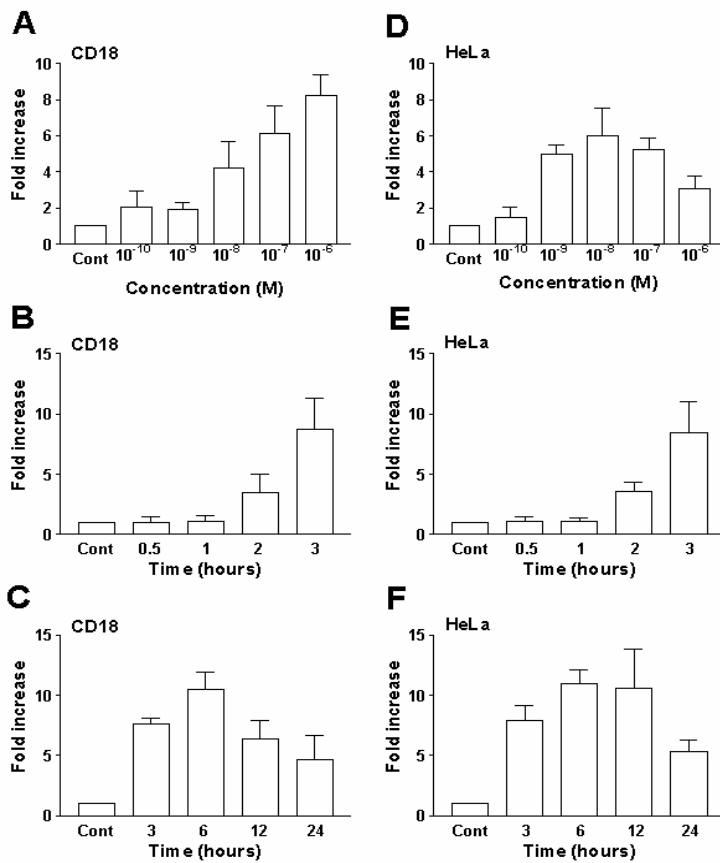 A
CD18
Fold increase
10
8
6
4
2
0
Cont 10⁻¹⁰ 10⁻⁹ 10⁻⁸ 10⁻⁷ 10⁻⁶
Concentration (M)
D
HeLa
Fold increase
10
8
6
4
2
0
Cont 10⁻¹⁰ 10⁻⁹ 10⁻⁸ 10⁻⁷ 10⁻⁶
Concentration (M)
B
CD18
Fold increase
15
10
5
0
Cont 0.5 1 2 3
Time (hours)
E
HeLa
Fold increase
15
10
5
0
Cont 0.5 1 2 3
Time (hours)
C
CD18
Fold increase
15
10
5
0
Cont 3 6 12 24
Time (hours)
F
HeLa
Fold increase
15
10
5
0
Cont 3 6 12 24
Time (hours)